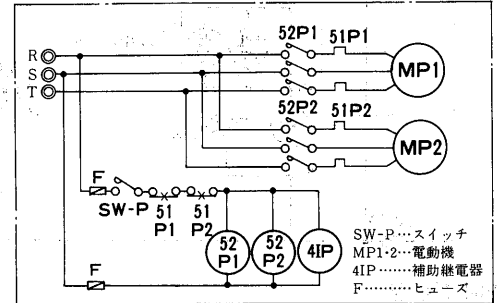 52P1 51P1
R
S
T
MP1
52P2 51P2
MP2
F
SW-P 51 P1 51 P2
52 P1
52 P2
4IP
F
SW-P…スイッチ
MP1·2…電動機
4IP……補助継電器
F………ヒューズ